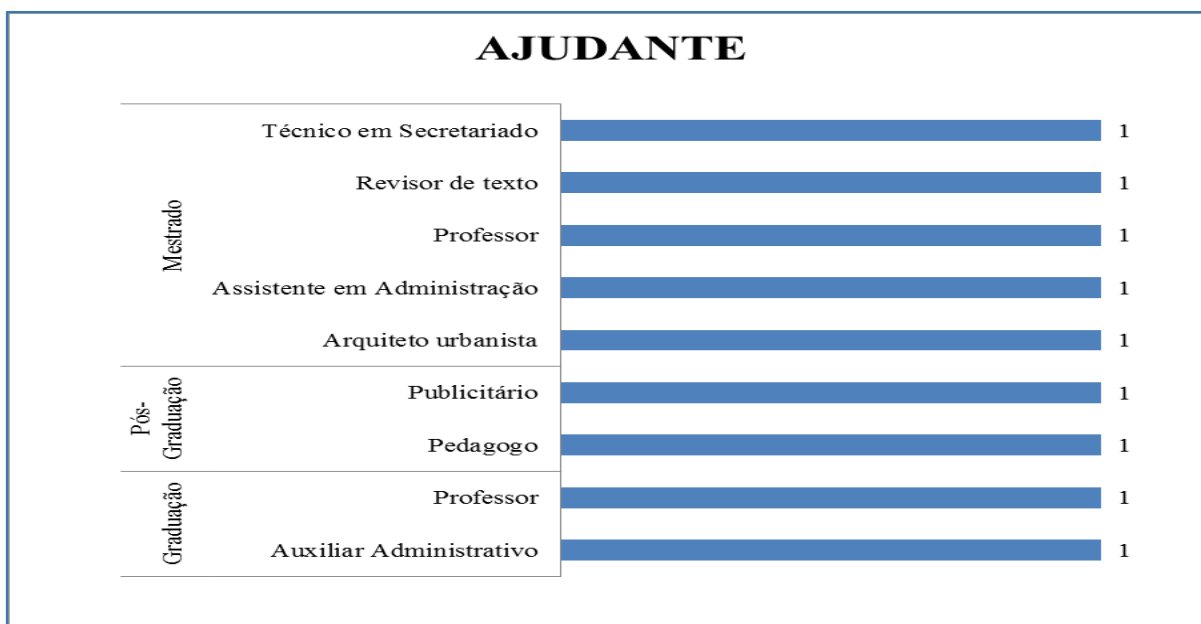 AJUDANTE
Mestrado
Técnico em Secretariado 1
Revisor de texto 1
Professor 1
Assistente em Administração 1
Arquiteto urbanista 1
Pós-
Graduação
Publicitário 1
Pedagogo 1
Graduação
Professor 1
Auxiliar Administrativo 1